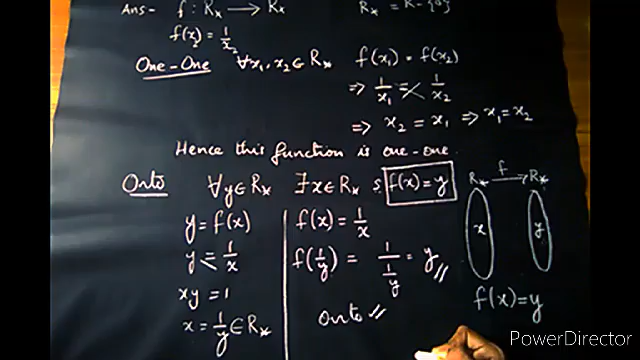 Ans- f : R* → R* R* = R - {0}
f(x) = 1/x
One-One ∀x₁, x₂ ∈ R* f(x₁) = f(x₂)
⇒ 1/x₁ = 1/x₂
⇒ x₂ = x₁ ⇒ x₁ = x₂
Hence this function is one-one.
Onto ∀y ∈ R* ∃x ∈ R* s f(x) = y
y = f(x)
y = 1/x
xy = 1
x = 1/y ∈ R*
f(x) = 1/x
f(1/y) = 1/(1/y) = y //
Onto //
R* f → R*
x y
f(x) = y
PowerDirector